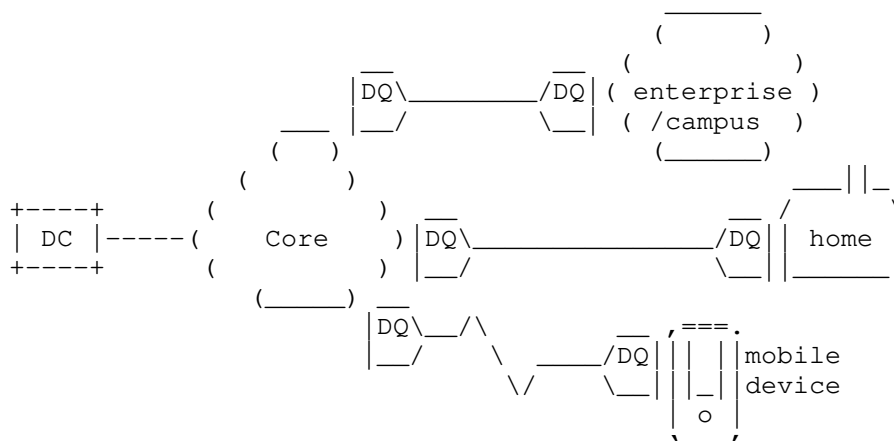 DQ DQ enterprise
/campus
DC Core DQ DQ home
DQ
DQ mobile
device